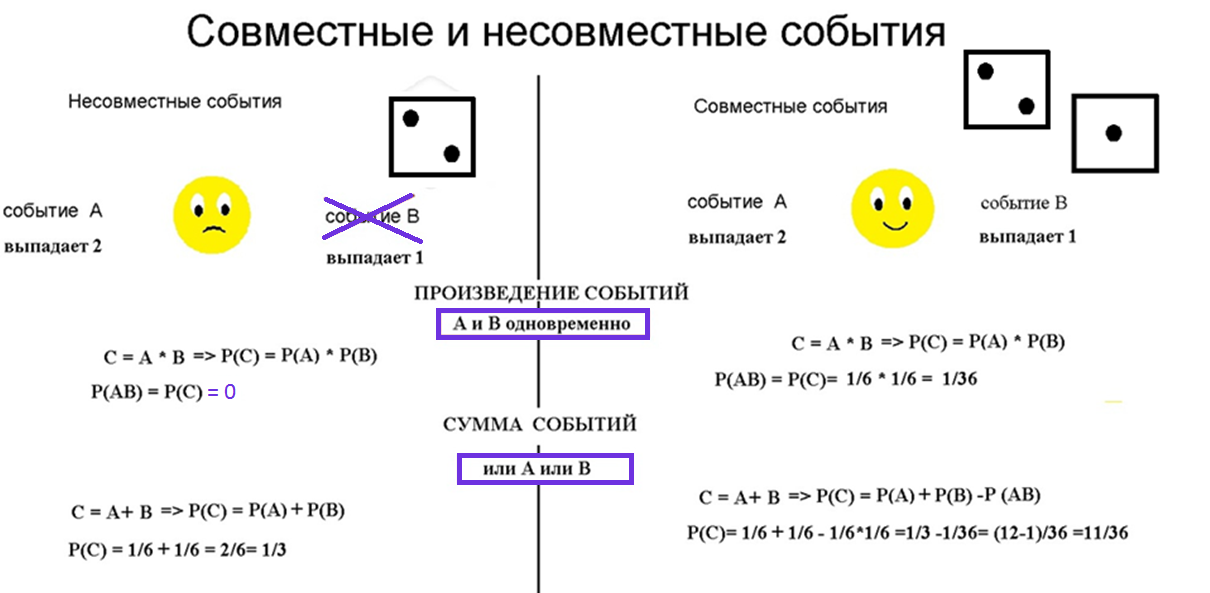 Совместные и несовместные события
Несовместные события
событие А
выпадает 2
событие В
выпадает 1
Совместные события
событие А
выпадает 2
событие В
выпадает 1
ПРОИЗВЕДЕНИЕ СОБЫТИЙ
А и В одновременно
С = А * В => P(C) = P(A) * P(B)
P(AB) = P(C) = 0
С = А * В => P(C) = P(A) * P(B)
P(AB) = P(C)= 1/6 * 1/6 = 1/36
СУММА СОБЫТИЙ
или А или В
С = А+ В => P(C) = P(A) + P(B)
P(C) = 1/6 + 1/6 = 2/6= 1/3
С = А+ В => P(C) = P(A) + P(B) -P (AB)
P(C)= 1/6 + 1/6 - 1/6*1/6 =1/3 -1/36= (12-1)/36 =11/36